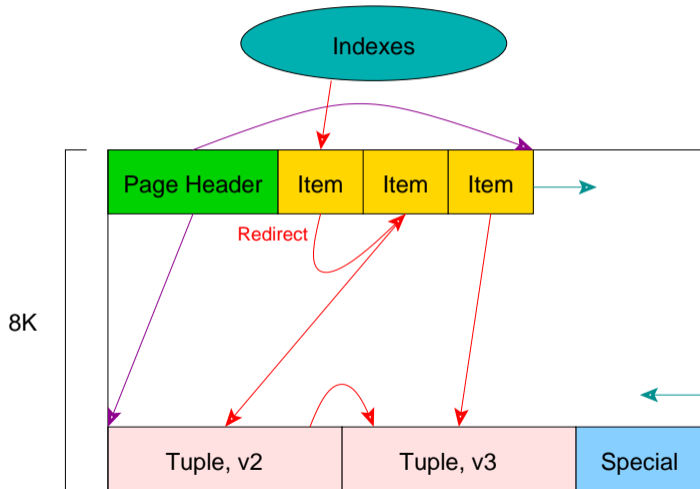 Indexes
Page Header Item Item Item
Redirect
8K
Tuple, v2 Tuple, v3 Special